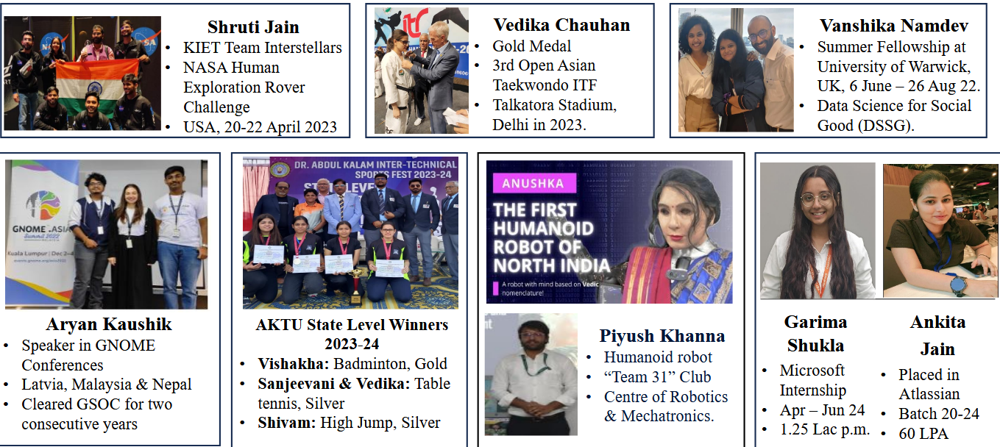 Shruti Jain
• KIET Team Interstellars
• NASA Human
Exploration Rover
Challenge
• USA, 20-22 April 2023
NASA
Vedika Chauhan
• Gold Medal
• 3rd Open Asian
Taekwondo ITF
• Talkatora Stadium,
Delhi in 2023.
itf
Vanshika Namdev
• Summer Fellowship at
University of Warwick,
UK, 6 June – 26 Aug 22.
• Data Science for Social
Good (DSSG).
GNOME .ASIA
Summit 2022
MALAYSIA
Kuala Lumpur | Dec 2–4
events.gnome.org/asia2022
Aryan Kaushik
• Speaker in GNOME
Conferences
• Latvia, Malaysia & Nepal
• Cleared GSOC for two
consecutive years
DR. ABDUL KALAM INTER-TECHNICAL
SPORTS FEST 2023-24
AKTU State Level Winners
2023-24
• Vishakha: Badminton, Gold
• Sanjeevani & Vedika: Table
tennis, Silver
• Shivam: High Jump, Silver
ANUSHKA
THE FIRST
HUMANOID
ROBOT OF
NORTH INDIA
A robot with mind based on Vedic
nomenclature!
Piyush Khanna
• Humanoid robot
• “Team 31” Club
• Centre of Robotics
& Mechatronics.
Garima
Shukla
• Microsoft
Internship
• Apr – Jun 24
• 1.25 Lac p.m.
Ankita
Jain
• Placed in
Atlassian
• Batch 20-24
• 60 LPA